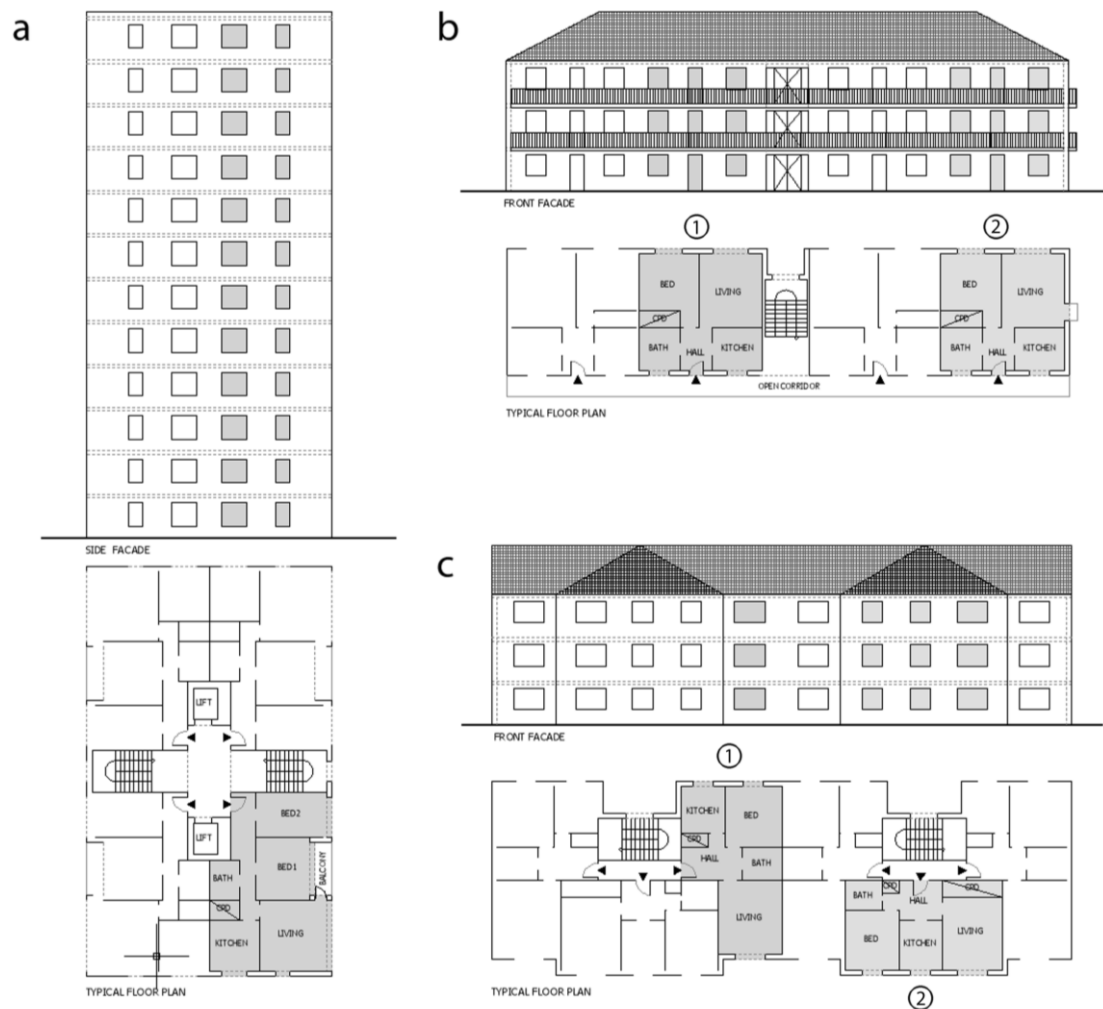 a
SIDE FACADE
LIFT
LIFT
BED2
BED1
BALCONY
BATH
CPD
KITCHEN
LIVING
TYPICAL FLOOR PLAN
b
FRONT FACADE
1
2
BED
LIVING
CPD
BATH
HALL
KITCHEN
BED
LIVING
CPD
BATH
HALL
KITCHEN
OPEN CORRIDOR
TYPICAL FLOOR PLAN
c
FRONT FACADE
1
KITCHEN
BED
CPD
HALL
BATH
LIVING
BATH
CPD
HALL
CPD
BED
KITCHEN
LIVING
TYPICAL FLOOR PLAN
2